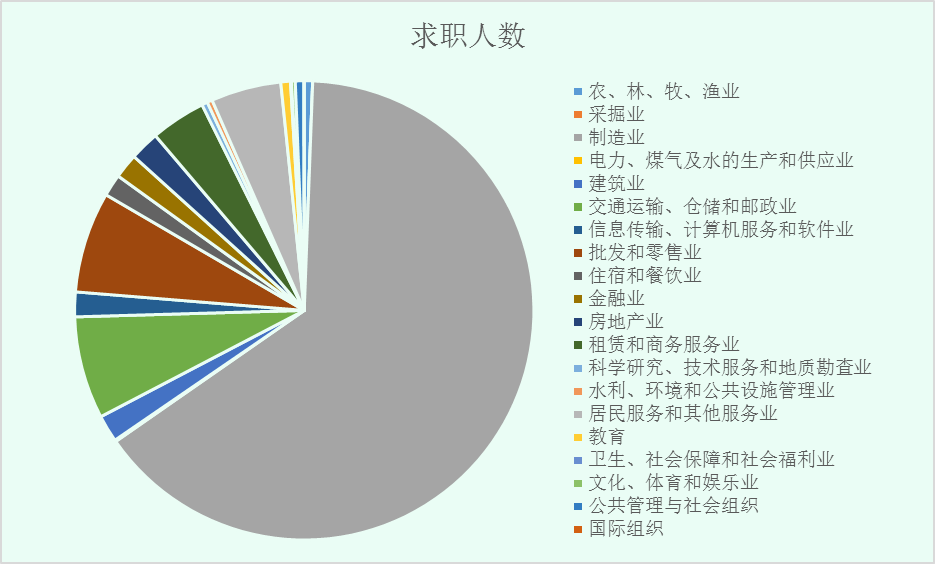 求职人数
农、林、牧、渔业
采掘业
制造业
电力、煤气及水的生产和供应业
建筑业
交通运输、仓储和邮政业
信息传输、计算机服务和软件业
批发和零售业
住宿和餐饮业
金融业
房地产业
租赁和商务服务业
科学研究、技术服务和地质勘查业
水利、环境和公共设施管理业
居民服务和其他服务业
教育
卫生、社会保障和社会福利业
文化、体育和娱乐业
公共管理与社会组织
国际组织